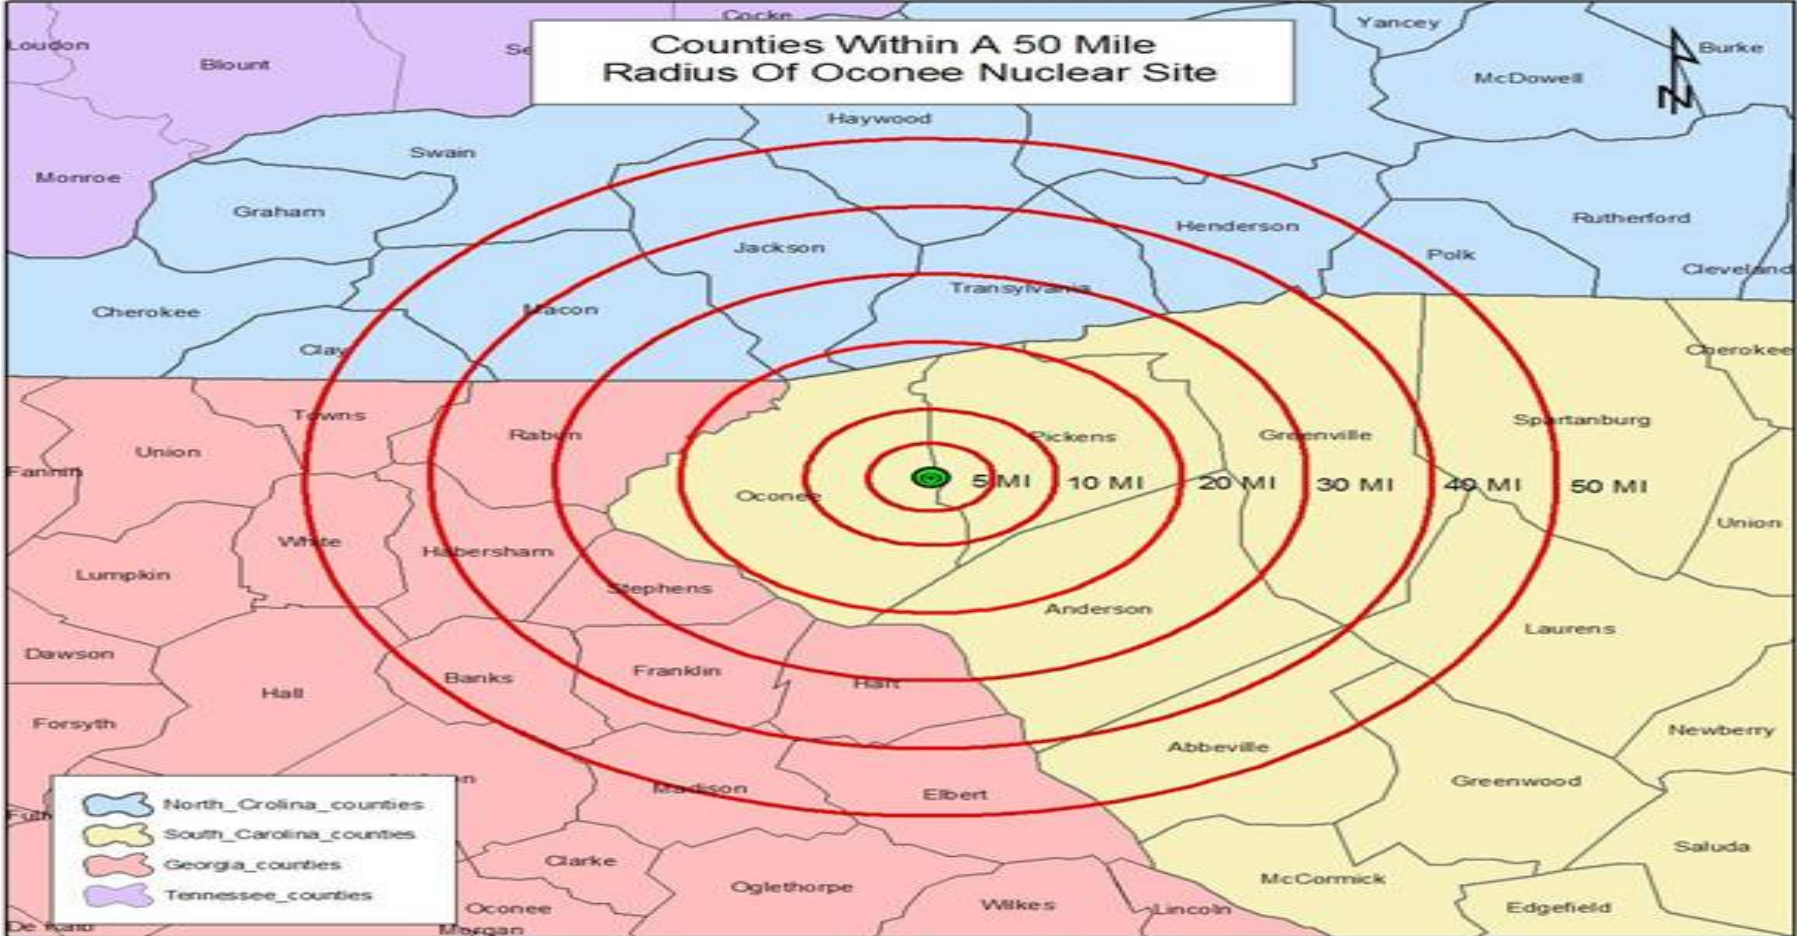 Cocke
Yancey
Loudon
Blount
Se
Counties Within A 50 Mile
Radius Of Oconee Nuclear Site
Burke
McDowell
N
Haywood
Swain
Monroe
Graham
Henderson
Rutherford
Jackson
Polk
Cleveland
Transylvania
Cherokee
Macon
Clay
Cherokee
Towns
Spartanburg
Rabun
Pickens
Greenville
Union
Fannin
Oconee
5 MI
10 MI
20 MI
30 MI
40 MI
50 MI
Union
White
Habersham
Lumpkin
Stephens
Anderson
Laurens
Dawson
Franklin
Banks
Hart
Hall
Forsyth
Newberry
Abbeville
Greenwood
Madison
Elbert
North_Crolina_counties
South_Carolina_counties
Georgia_counties
Tennessee_counties
Saluda
Clarke
McCormick
Oglethorpe
Wilkes
Lincoln
Edgefield
Oconee
Morgan